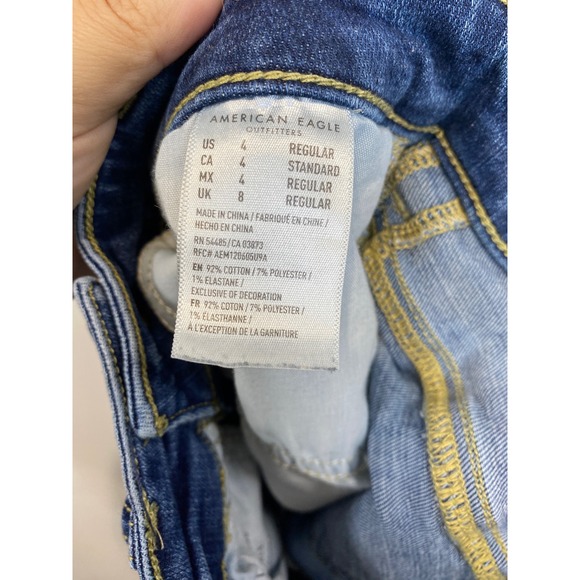 AMERICAN EAGLE
OUTFITTERS
US 4 REGULAR
CA 4 STANDARD
MX 4 REGULAR
UK 8 REGULAR
MADE IN CHINA / FABRIQUÉ EN CHINE /
HECHO EN CHINA
RN 54485 / CA 03873
RFC# AEM120605U9A
EN 92% COTTON / 7% POLYESTER /
1% ELASTANE /
EXCLUSIVE OF DECORATION
FR 92% COTON / 7% POLYESTER /
1% ÉLASTHANNE /
À L'EXCEPTION DE LA GARNITURE